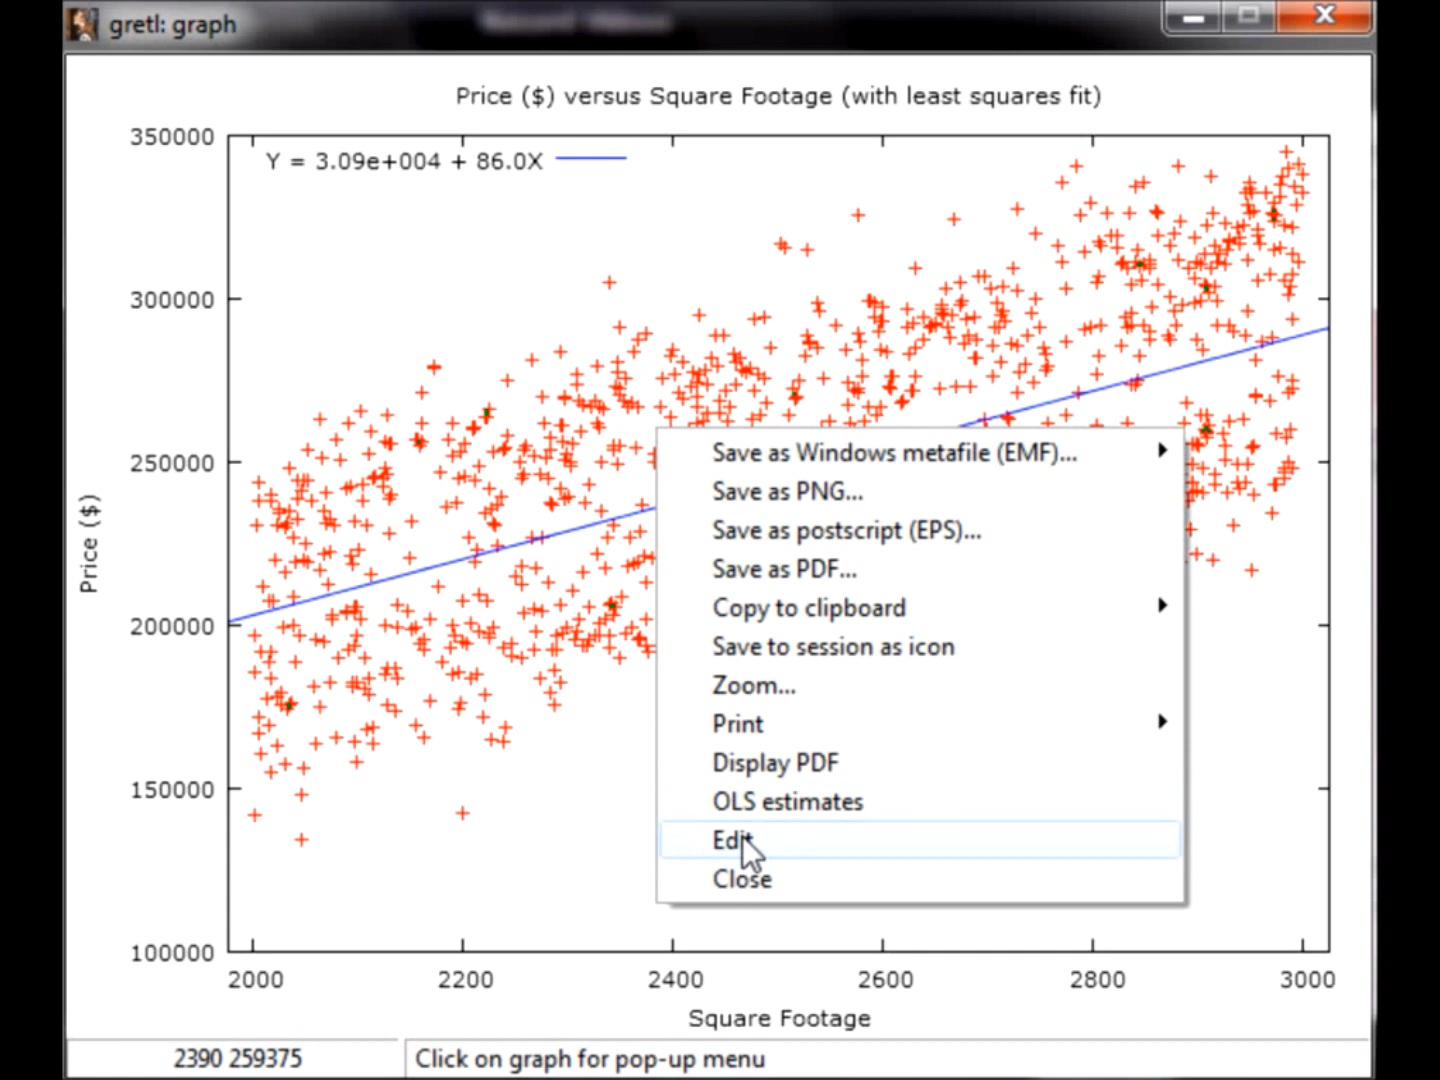 gretl: graph
Price ($) versus Square Footage (with least squares fit)
350000
Y = 3.09e+004 + 86.0X
300000
250000
200000
150000
100000
Price ($)
2000 2200 2400 2600 2800 3000
Square Footage
Save as Windows metafile (EMF)...
Save as PNG...
Save as postscript (EPS)...
Save as PDF...
Copy to clipboard
Save to session as icon
Zoom...
Print
Display PDF
OLS estimates
Edit
Close
2390 259375
Click on graph for pop-up menu